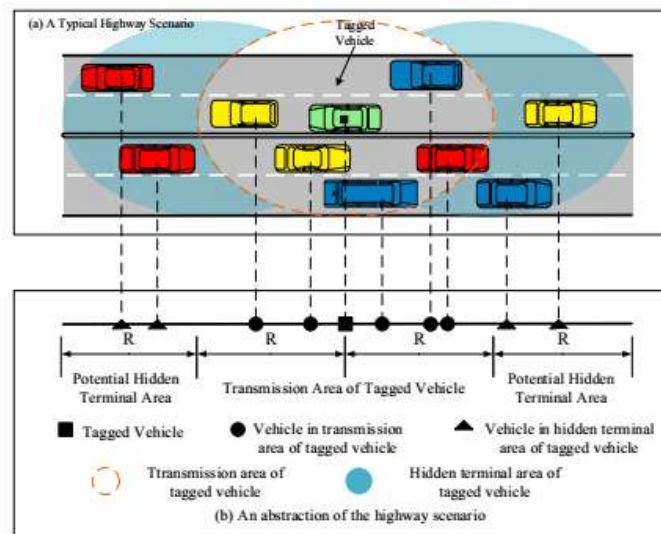 (a) A Typical Highway Scenario
Tagged
Vehicle
R R R R
Potential Hidden
Terminal Area
Transmission Area of Tagged Vehicle
Potential Hidden
Terminal Area
Tagged Vehicle
Vehicle in transmission
area of tagged vehicle
Vehicle in hidden terminal
area of tagged vehicle
Ttransmission area of
tagged vehicle
Hidden terminal area of
tagged vehicle
(b) An abstraction of the highway scenario